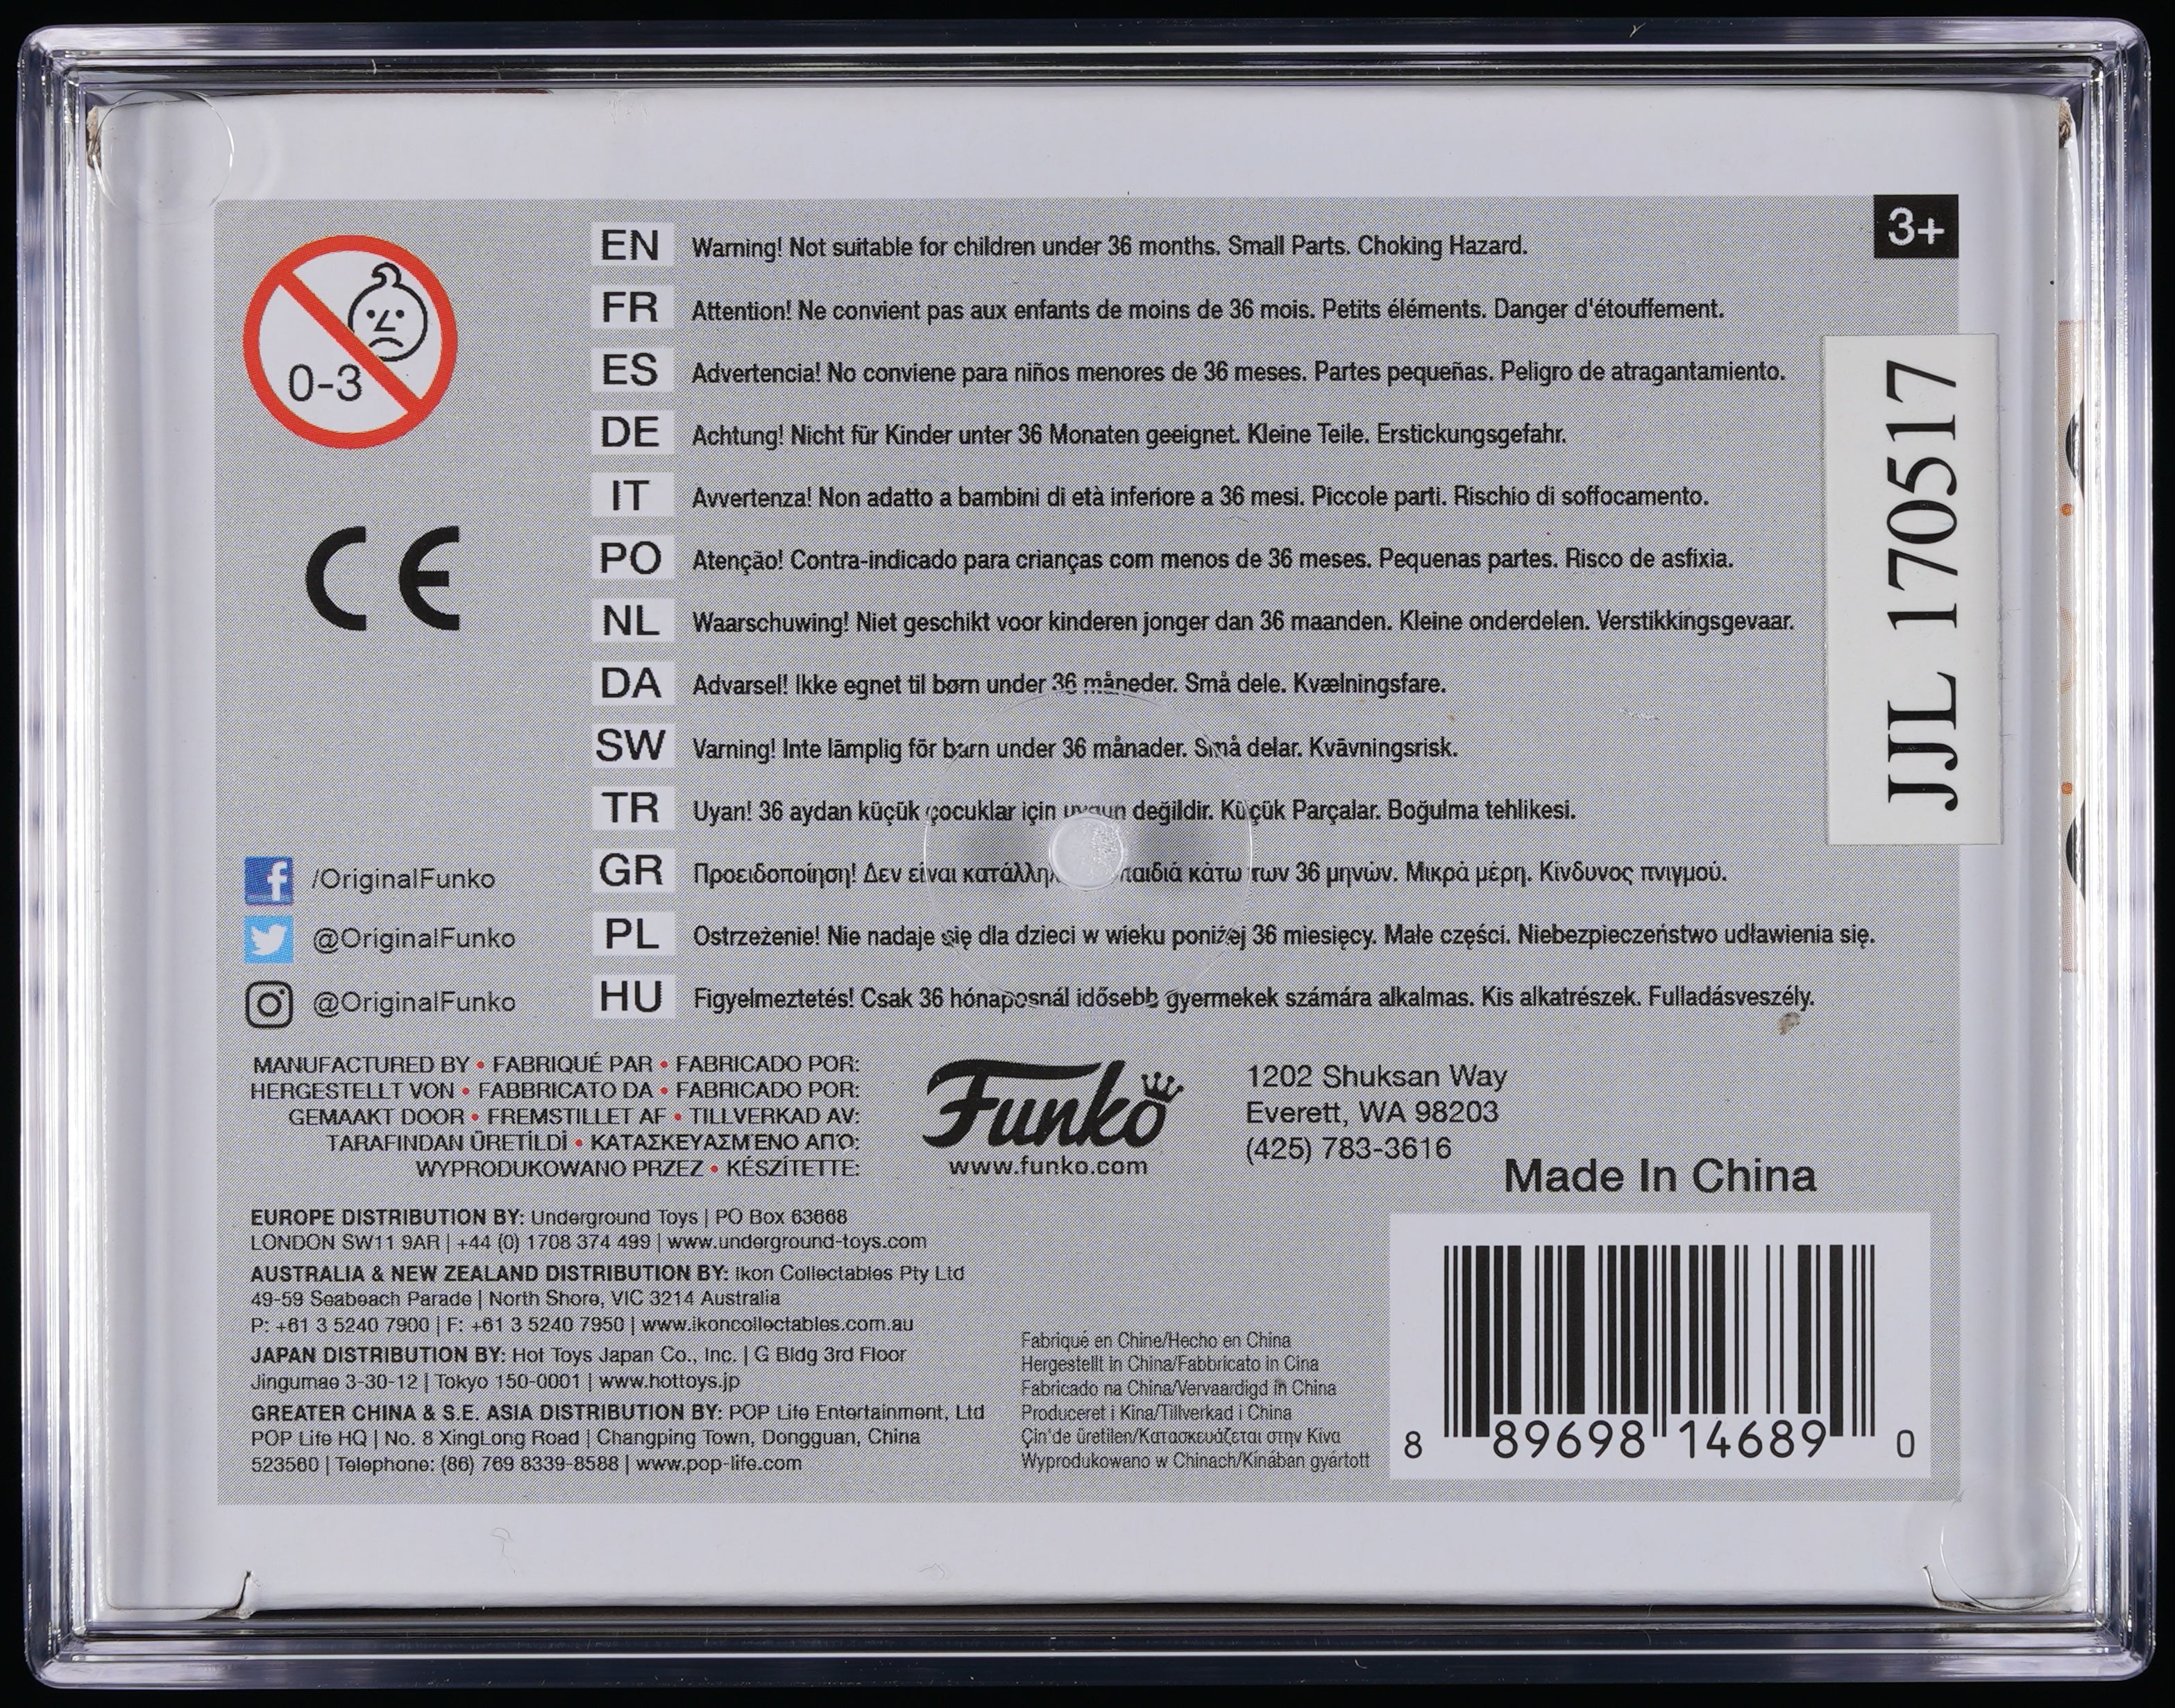 0-3
3+
EN Warning! Not suitable for children under 36 months. Small Parts. Choking Hazard.
FR Attention! Ne convient pas aux enfants de moins de 36 mois. Petits éléments. Danger d'étouffement.
ES Advertencia! No conviene para niños menores de 36 meses. Partes pequeñas. Peligro de atragantamiento.
DE Achtung! Nicht für Kinder unter 36 Monaten geeignet. Kleine Teile. Erstickungsgefahr.
IT Avvertenza! Non adatto a bambini di età inferiore a 36 mesi. Piccole parti. Rischio di soffocamento.
PO Atenção! Contra-indicado para crianças com menos de 36 meses. Pequenas partes. Risco de asfixia.
NL Waarschuwing! Niet geschikt voor kinderen jonger dan 36 maanden. Kleine onderdelen. Verstikkingsgevaar.
DA Advarsel! Ikke egnet til børn under 36 måneder. Små dele. Kvælningsfare.
SW Varning! Inte lämplig för barn under 36 månader. Små delar. Kvävningsrisk.
TR Uyan! 36 aydan küçük çocuklar için uygun değildir. Küçük Parçalar. Boğulma tehlikesi.
GR Προειδοποίηση! Δεν είναι παιδιά κάτω των 36 μηνών. Μικρά μέρη. Κίνδυνος πνιγμού.
PL Ostrzeżenie! Nie nadaje się dla dzieci w wieku poniżej 36 miesięcy. Małe części. Niebezpieczeństwo udławienia się.
HU Figyelmeztetés! Csak 36 hónaposnál idősebb gyermekek számára alkalmas. Kis alkatrészek. Fulladásveszély.
JJL 170517
CE
/OriginalFunko
@OriginalFunko
@OriginalFunko
MANUFACTURED BY • FABRIQUÉ PAR • FABRICADO POR:
HERGESTELLT VON • FABBRICATO DA • FABRICADO POR:
GEMAAKT DOOR • FREMSTILLET AF • TILLVERKAD AV:
TARAFINDAN ÜRETİLDİ • ΚΑΤΑΣΚΕΥΑΣΜΈΝΟ ΑΠΌ:
WYPRODUKOWANO PRZEZ • KÉSZÍTETTE:
Funko
www.funko.com
1202 Shuksan Way
Everett, WA 98203
(425) 783-3616
Made In China
EUROPE DISTRIBUTION BY: Underground Toys | PO Box 63668
LONDON SW11 9AR | +44 (0) 1708 374 499 | www.underground-toys.com
AUSTRALIA & NEW ZEALAND DISTRIBUTION BY: Ikon Collectables Pty Ltd
49-59 Seabeach Parade | North Shore, VIC 3214 Australia
P: +61 3 5240 7900 | F: +61 3 5240 7950 | www.ikoncollectables.com.au
JAPAN DISTRIBUTION BY: Hot Toys Japan Co., Inc. | G Bldg 3rd Floor
Jingumae 3-30-12 | Tokyo 150-0001 | www.hottoys.jp
GREATER CHINA & S.E. ASIA DISTRIBUTION BY: POP Life Entertainment, Ltd
POP Life HQ | No. 8 XingLong Road | Changping Town, Dongguan, China
523560 | Telephone: (86) 769 8339-8588 | www.pop-life.com
Fabriqué en Chine/Hecho en China
Hergestellt in China/Fabbricato in Cina
Fabricado na China/Vervaardigd in China
Produceret i Kina/Tillverkad i China
Çin'de üretilen/Κατασκευάζεται στην Κίνα
Wyprodukowano w Chinach/Kínában gyártott
8 89698 14689 0